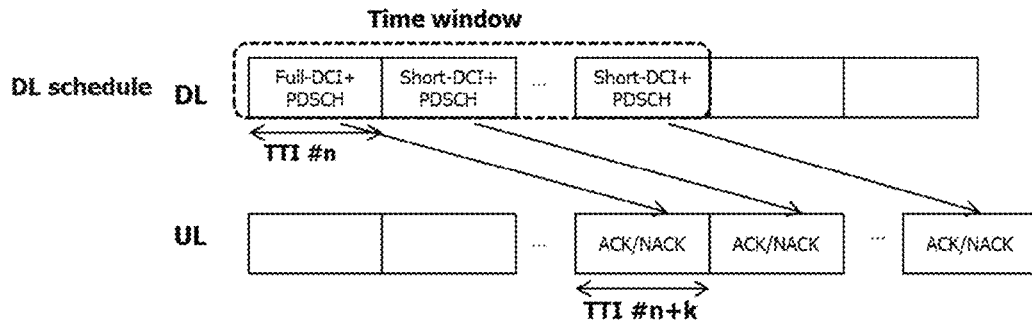 Time window
DL schedule DL
Full-DCI+
PDSCH
Short-DCI+
PDSCH
...
Short-DCI+
PDSCH
TTI #n
UL
...
ACK/NACK
ACK/NACK
...
ACK/NACK
TTI #n+k